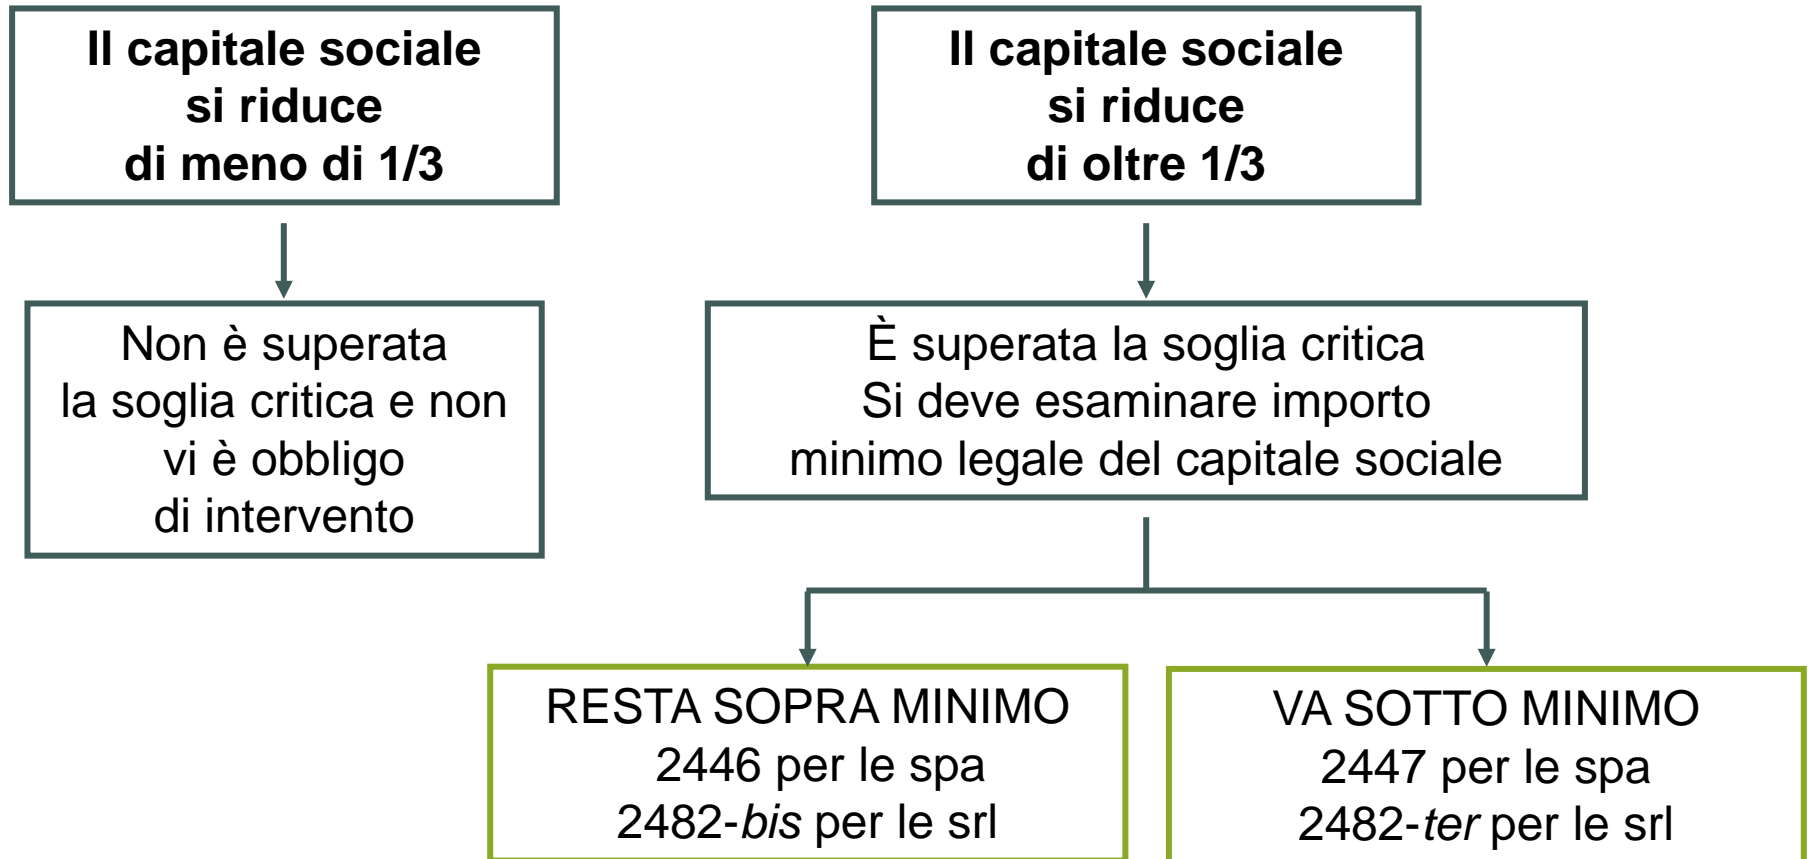 Il capitale sociale
si riduce
di meno di 1/3
Il capitale sociale
si riduce
di oltre 1/3
Non è superata
la soglia critica e non
vi è obbligo
di intervento
È superata la soglia critica
Si deve esaminare importo
minimo legale del capitale sociale
RESTA SOPRA MINIMO
2446 per le spa
2482-bis per le srl
VA SOTTO MINIMO
2447 per le spa
2482-ter per le srl